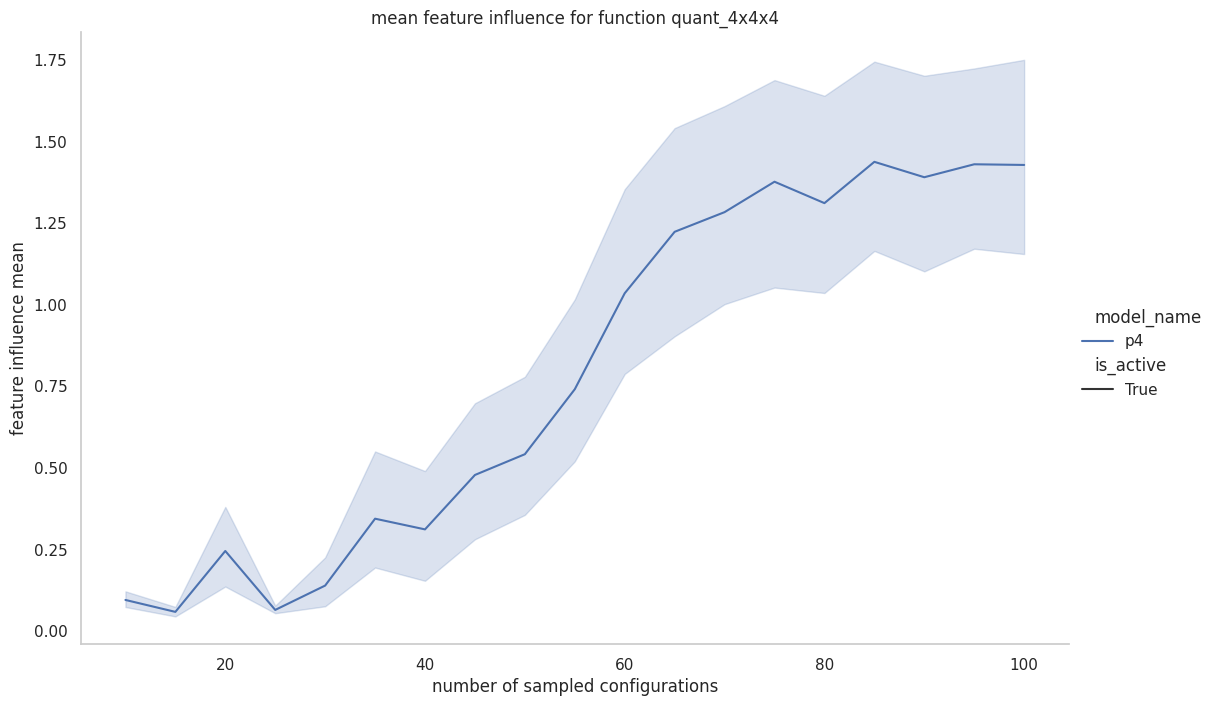 mean feature influence for function quant_4x4x4
feature influence mean
1.75
1.50
1.25
1.00
0.75
0.50
0.25
0.00
20
40
60
80
100
number of sampled configurations
model_name
p4
is_active
True